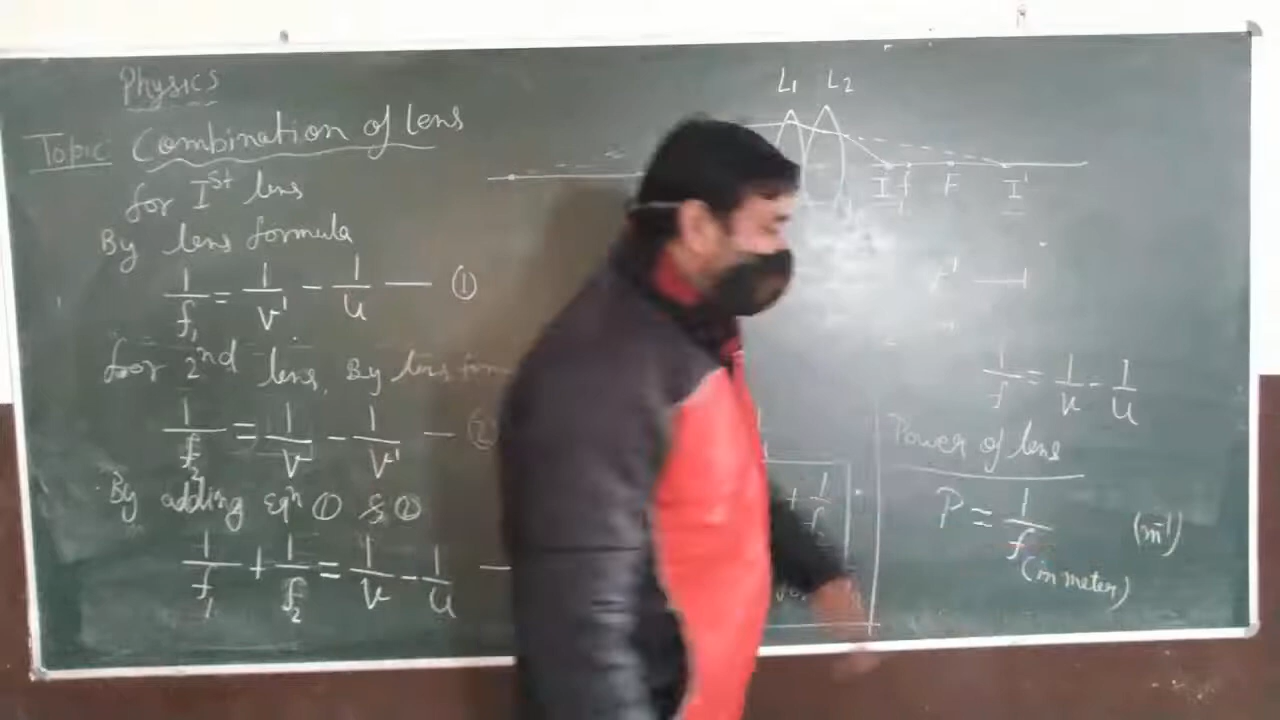 Physics
Topic Combination of lens
for Ist lens
By lens formula
1/f₁ = 1/v' - 1/u — ①
for 2nd lens, By lens
1/f₂ = 1/v - 1/v' — ②
By adding eqn ① & ②
1/f₁ + 1/f₂ = 1/v - 1/u —
L₁ L₂
I f F I'
+ 1/f
1/f = 1/v - 1/u
Power of lens
P = 1/f (m⁻¹)
(in meter)